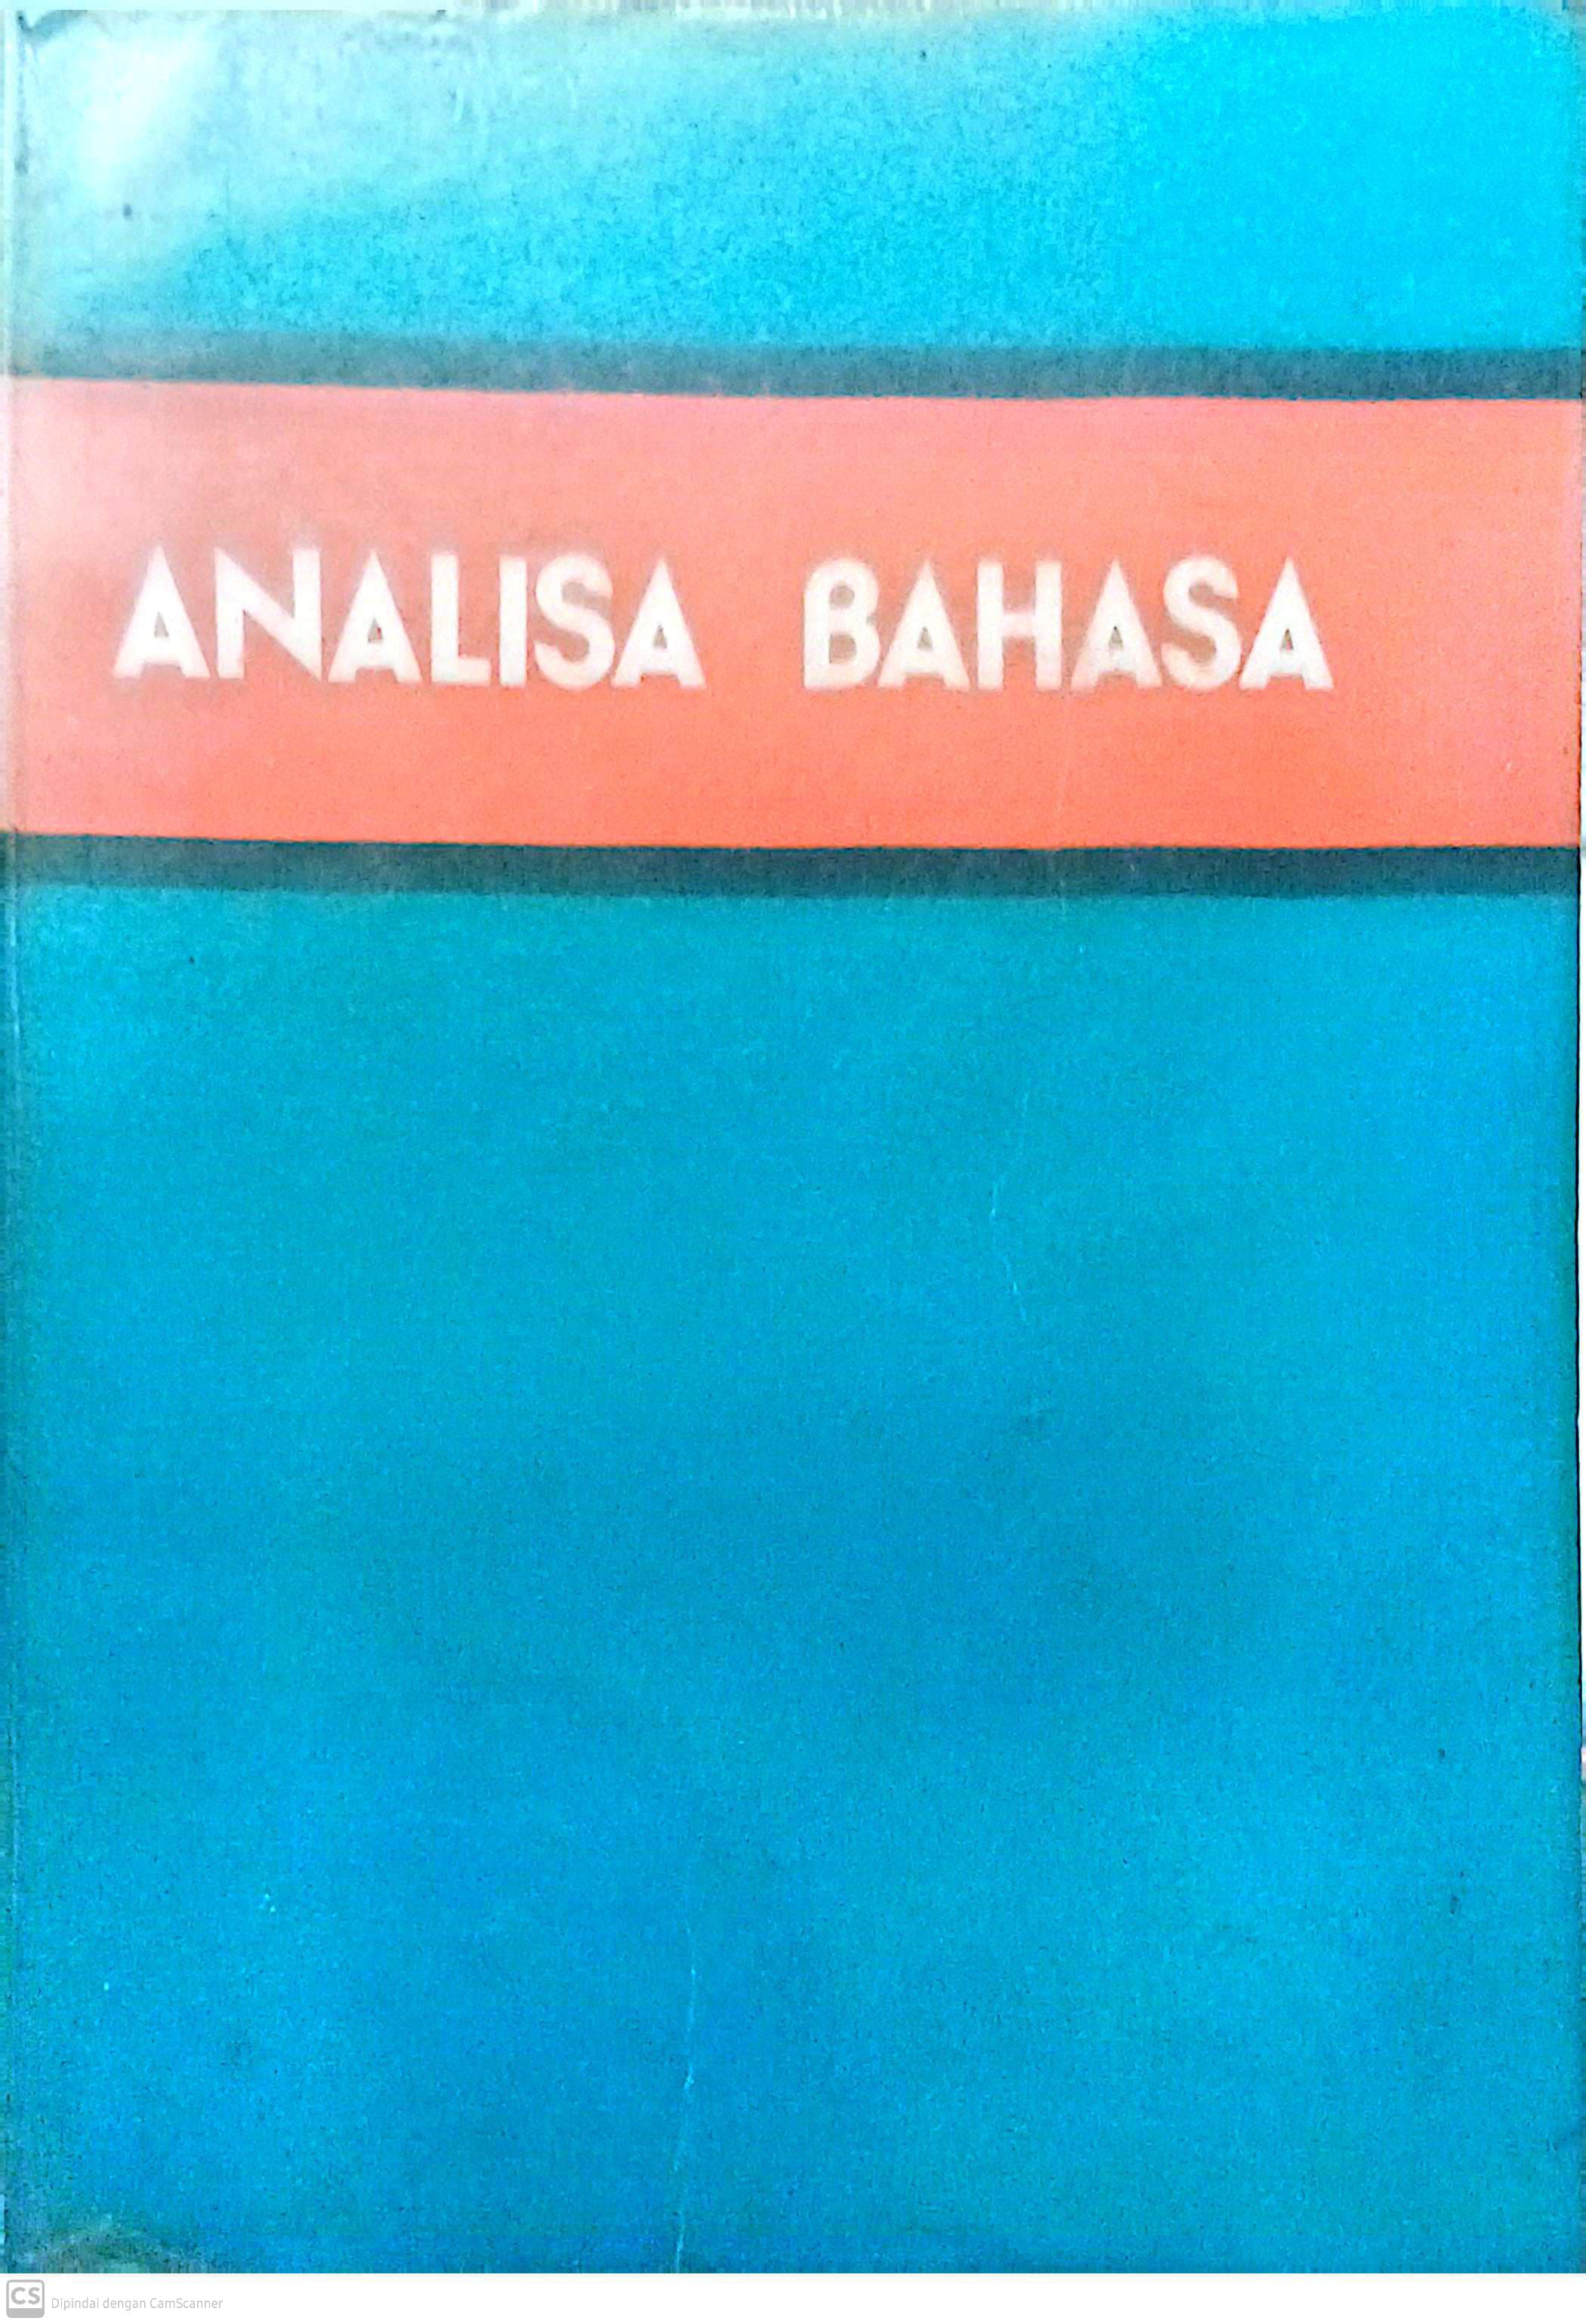 ANALISA BAHASA
CS Dipindai dengan CamScanner